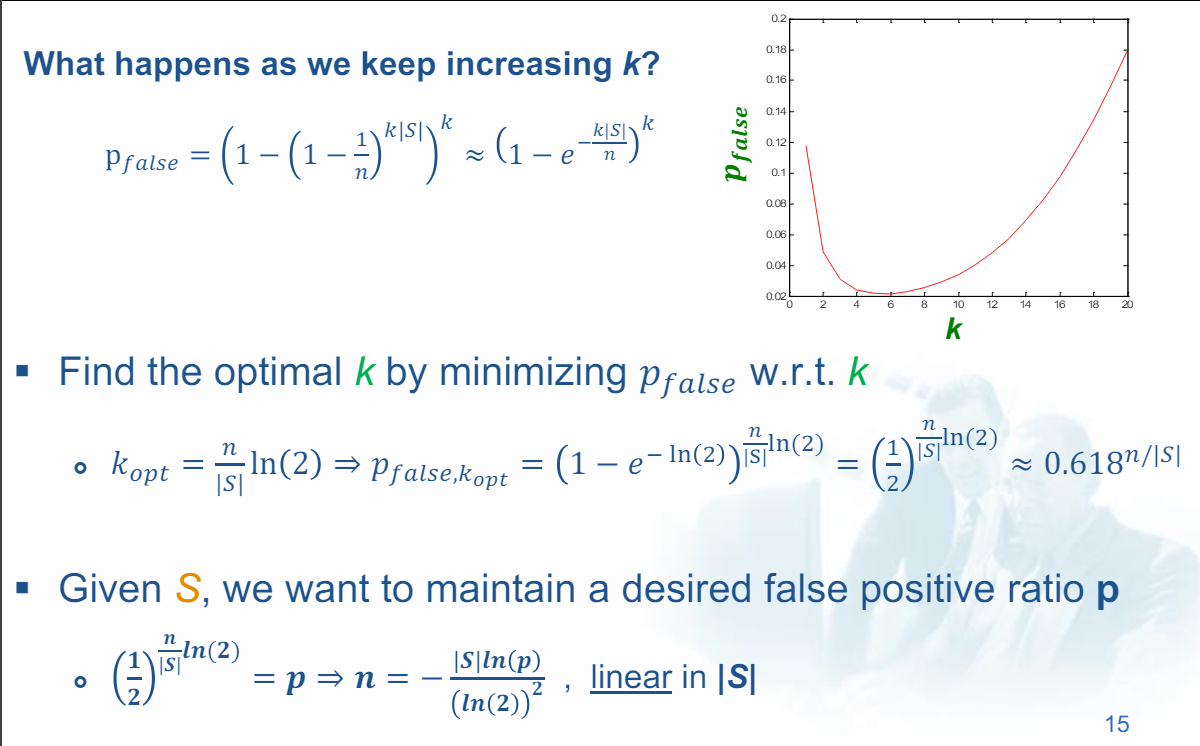 What happens as we keep increasing k?
p_false = (1 − (1 − 1/n)^{k|S|})^k ≈ (1 − e^{−k|S|/n})^k
0.2
0.18
0.16
0.14
0.12
0.1
0.08
0.06
0.04
0.02
0 2 4 6 8 10 12 14 16 18 20
p_false
k
▪ Find the optimal k by minimizing p_false w.r.t. k
∘ k_opt = n/|S| ln(2) ⇒ p_{false,k_opt} = (1 − e^{− ln(2)})^{n/|S| ln(2)} = (1/2)^{n/|S| ln(2)} ≈ 0.618^{n/|S|}
▪ Given S, we want to maintain a desired false positive ratio p
∘ (1/2)^{n/|S| ln(2)} = p ⇒ n = − |S|ln(p)/(ln(2))^2 , linear in |S|
15